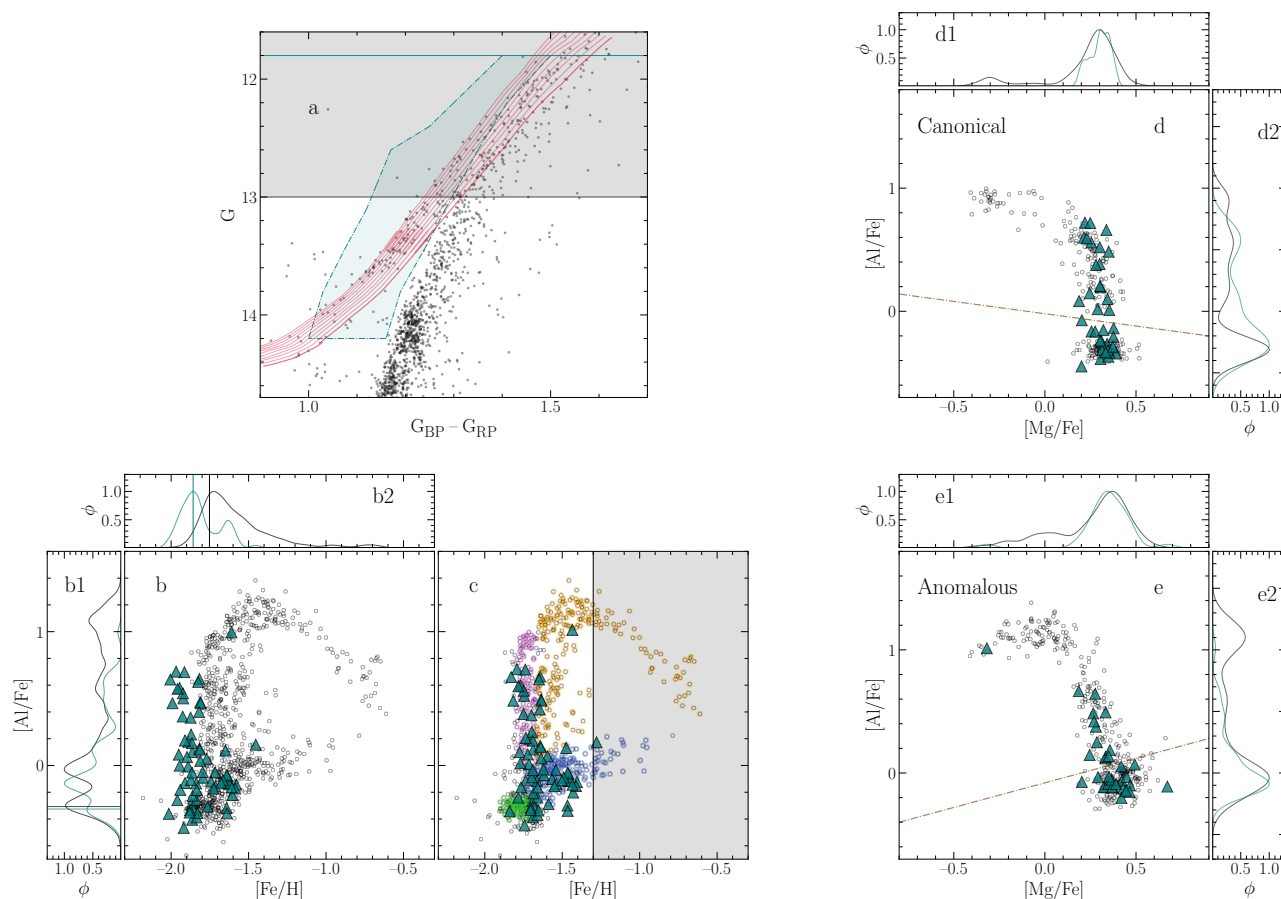 12
13
14
G
1.0
1.5
G_BP − G_RP
a
φ
1.0
0.5
d1
Canonical
d
d2
[Al/Fe]
1
0
−0.5
0.0
0.5
[Mg/Fe]
0.5
1.0
φ
φ
1.0
0.5
b2
b1
b
c
[Al/Fe]
1
0
1.0
0.5
φ
−2.0
−1.5
−1.0
−0.5
[Fe/H]
−2.0
−1.5
−1.0
−0.5
[Fe/H]
φ
1.0
0.5
e1
Anomalous
e
e2
[Al/Fe]
1
0
−0.5
0.0
0.5
[Mg/Fe]
0.5
1.0
φ